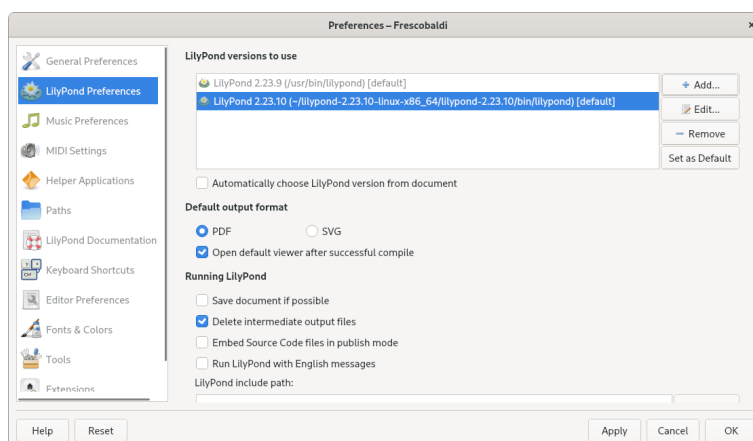 Preferences – Frescobaldi
General Preferences
LilyPond Preferences
Music Preferences
MIDI Settings
Helper Applications
Paths
LilyPond Documentation
Keyboard Shortcuts
Editor Preferences
Fonts & Colors
Tools
Extensions
LilyPond versions to use
LilyPond 2.23.9 (/usr/bin/lilypond) [default]
LilyPond 2.23.10 (~/lilypond-2.23.10-linux-x86_64/lilypond-2.23.10/bin/lilypond) [default]
Add...
Edit...
Remove
Set as Default
Automatically choose LilyPond version from document
Default output format
PDF
SVG
Open default viewer after successful compile
Running LilyPond
Save document if possible
Delete intermediate output files
Embed Source Code files in publish mode
Run LilyPond with English messages
LilyPond include path:
Help
Reset
Apply
Cancel
OK